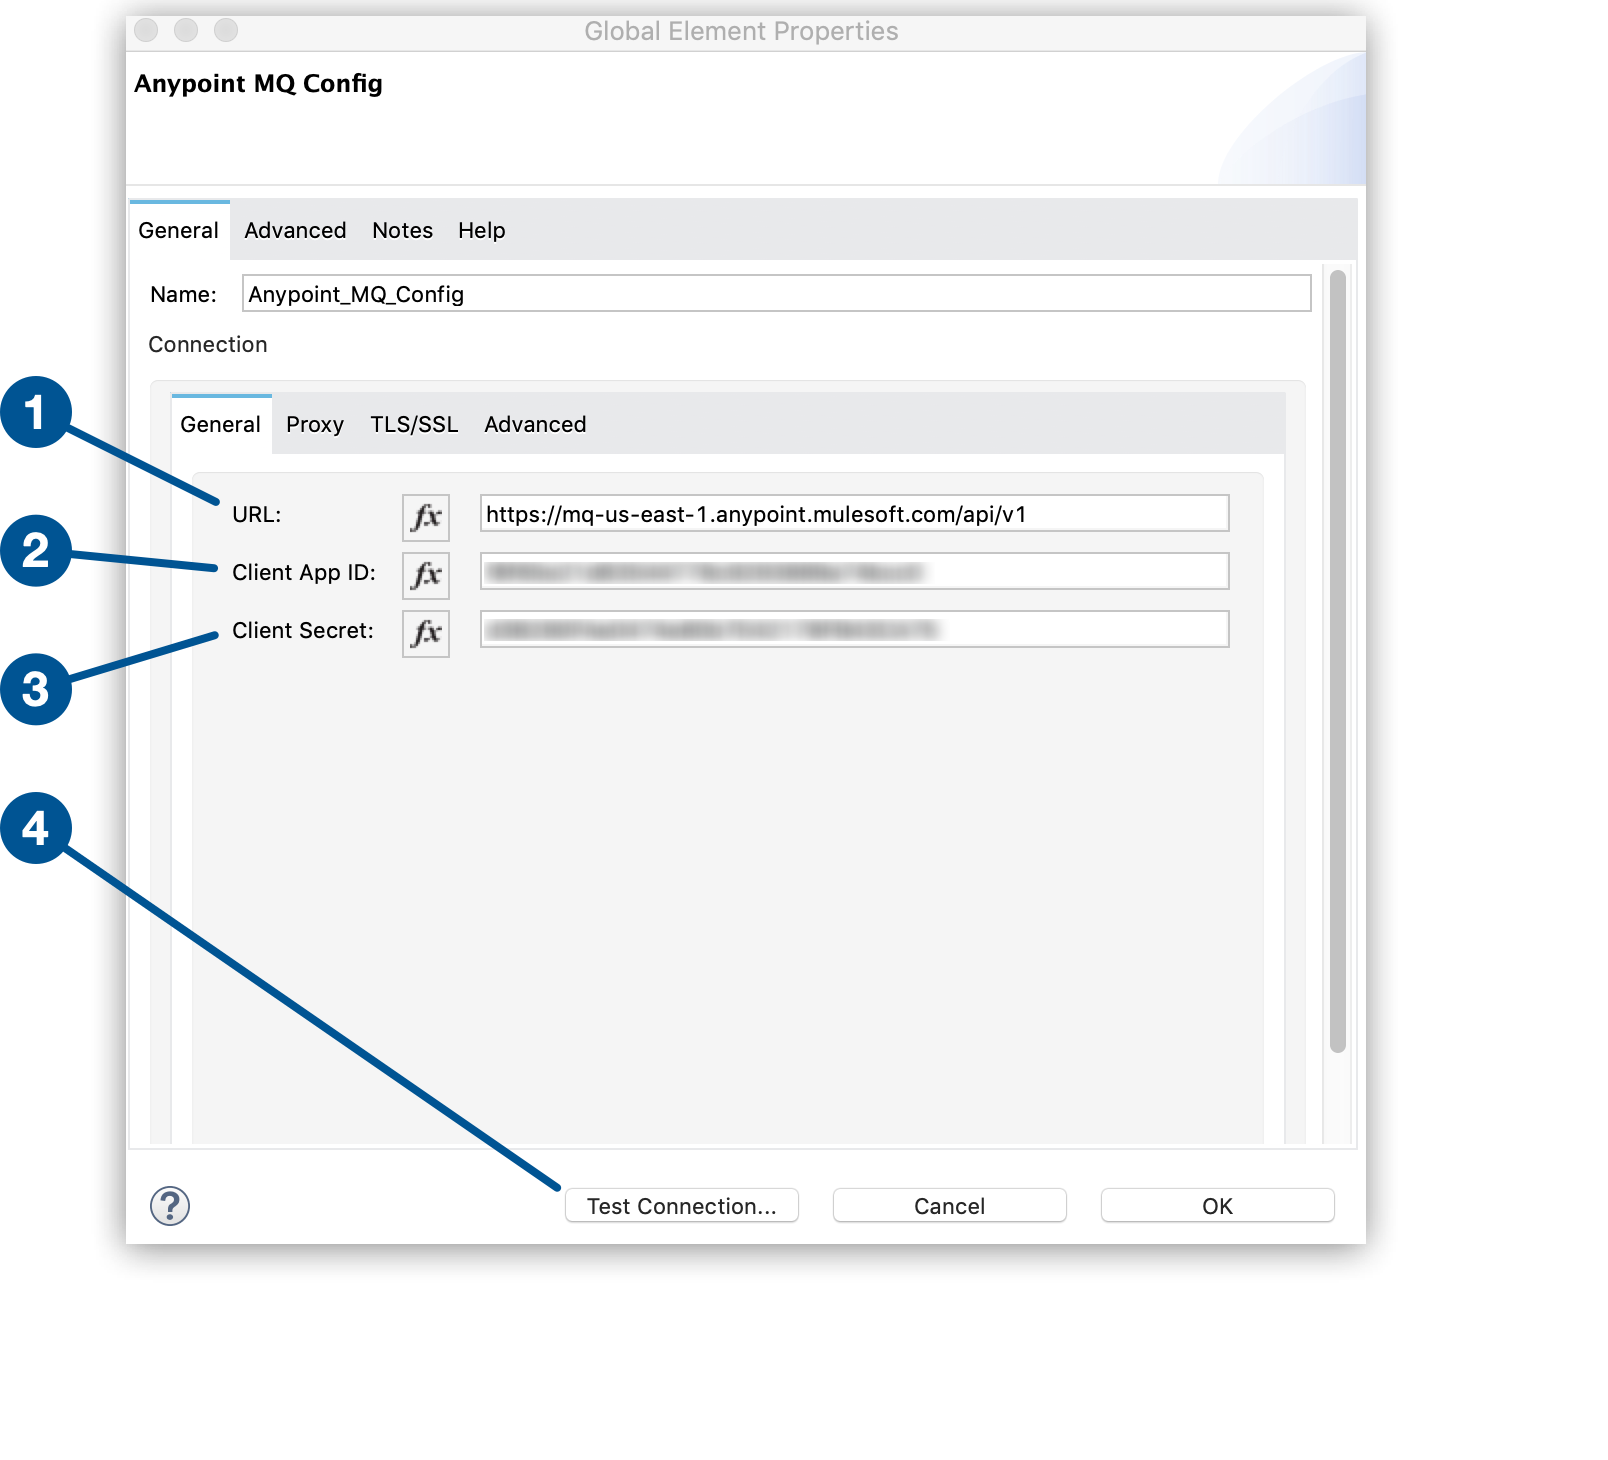 Global Element Properties
Anypoint MQ Config
General Advanced Notes Help
Name: Anypoint_MQ_Config
Connection
1
General Proxy TLS/SSL Advanced
URL: fx https://mq-us-east-1.anypoint.mulesoft.com/api/v1
2
Client App ID: fx
Client Secret: fx
3
4
? Test Connection... Cancel OK